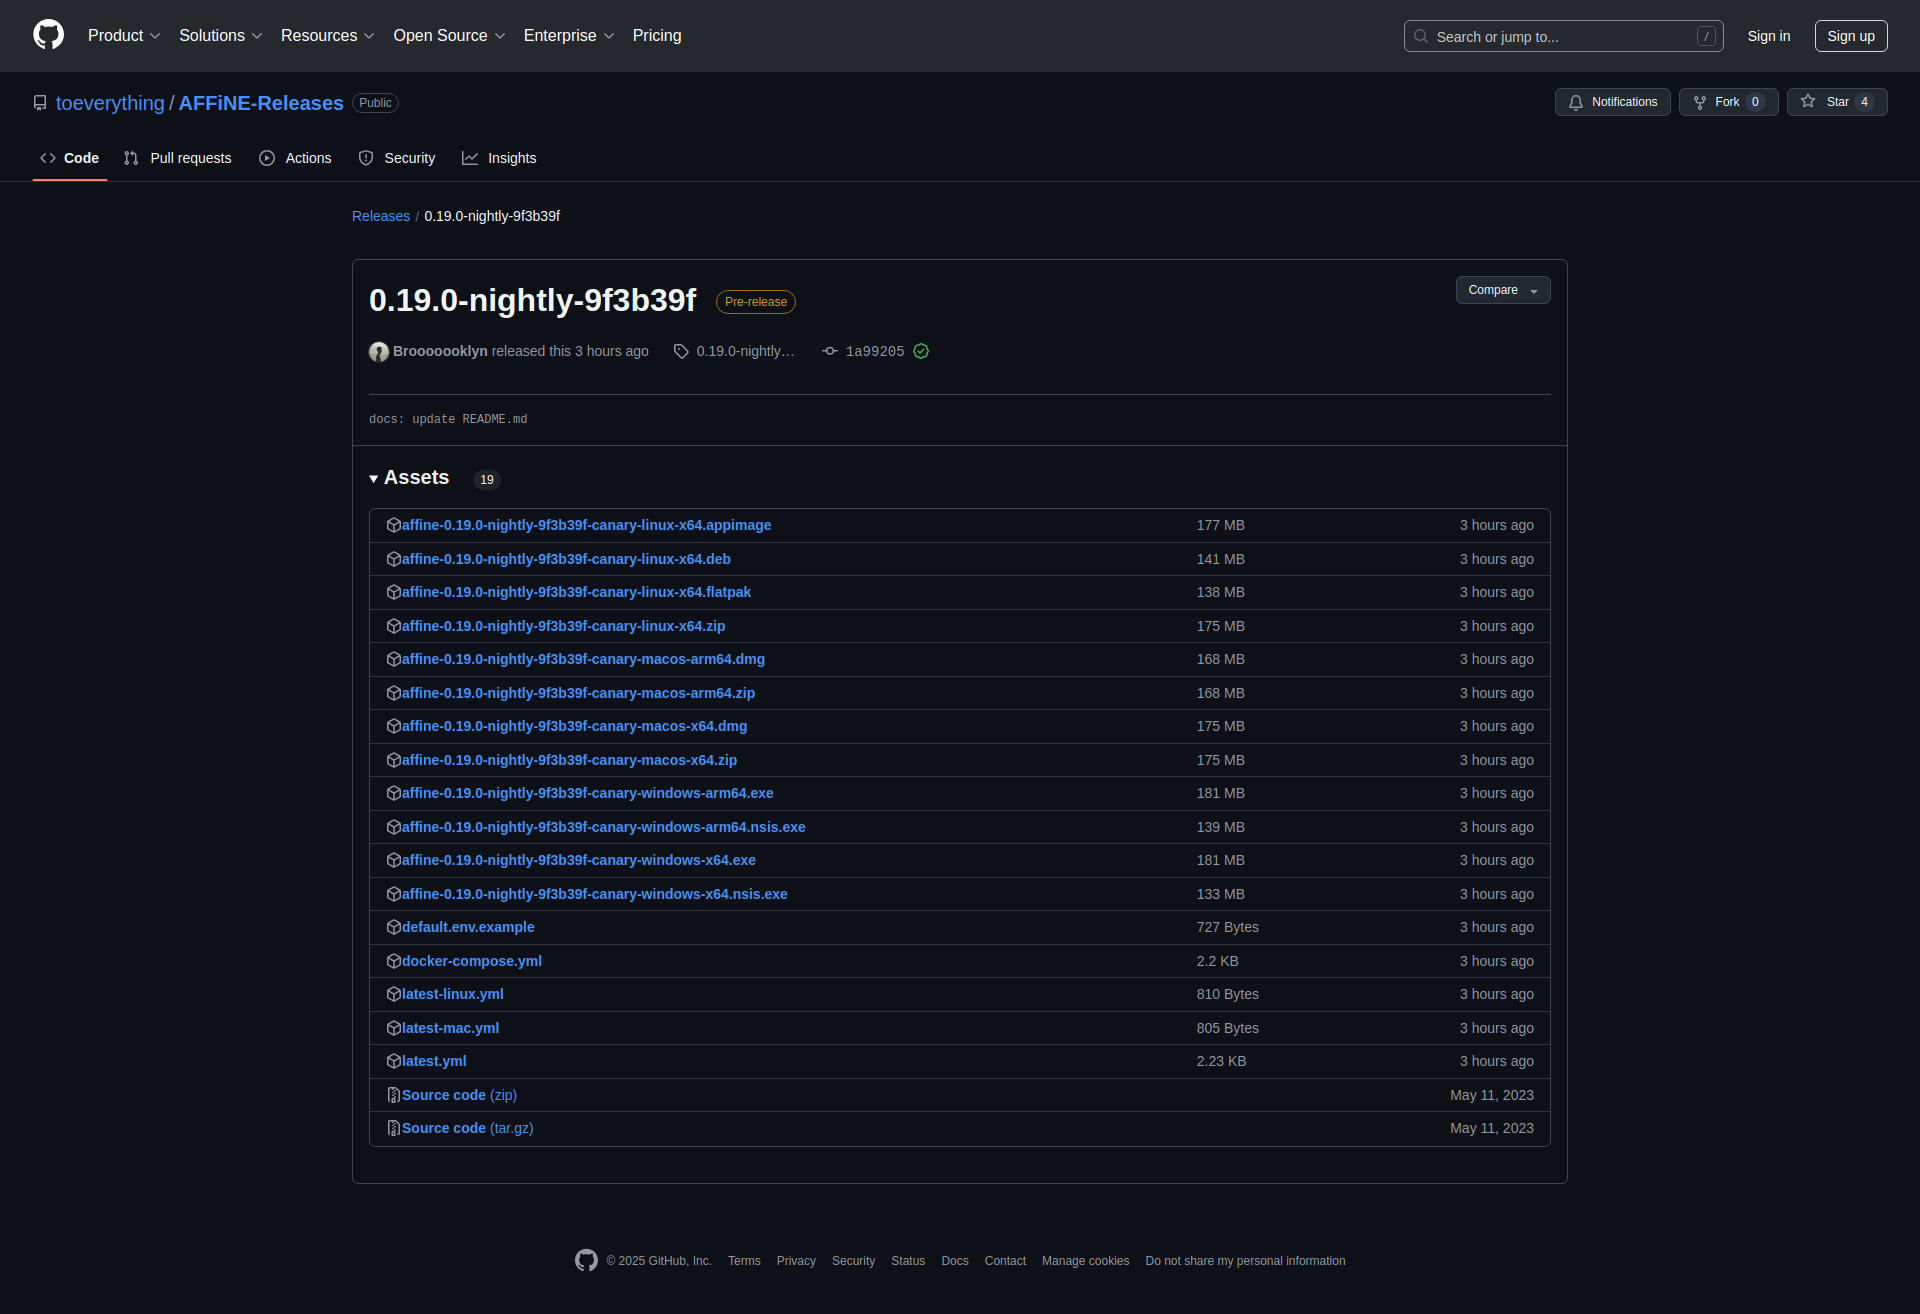 Product Solutions Resources Open Source Enterprise Pricing Search or jump to... / Sign in Sign up
toeverything / AFFiNE-Releases Public Notifications Fork 0 Star 4
Code Pull requests Actions Security Insights
Releases / 0.19.0-nightly-9f3b39f
0.19.0-nightly-9f3b39f Pre-release Compare
Brooooooklyn released this 3 hours ago 0.19.0-nightly… 1a99205
docs: update README.md
Assets 19
affine-0.19.0-nightly-9f3b39f-canary-linux-x64.appimage 177 MB 3 hours ago
affine-0.19.0-nightly-9f3b39f-canary-linux-x64.deb 141 MB 3 hours ago
affine-0.19.0-nightly-9f3b39f-canary-linux-x64.flatpak 138 MB 3 hours ago
affine-0.19.0-nightly-9f3b39f-canary-linux-x64.zip 175 MB 3 hours ago
affine-0.19.0-nightly-9f3b39f-canary-macos-arm64.dmg 168 MB 3 hours ago
affine-0.19.0-nightly-9f3b39f-canary-macos-arm64.zip 168 MB 3 hours ago
affine-0.19.0-nightly-9f3b39f-canary-macos-x64.dmg 175 MB 3 hours ago
affine-0.19.0-nightly-9f3b39f-canary-macos-x64.zip 175 MB 3 hours ago
affine-0.19.0-nightly-9f3b39f-canary-windows-arm64.exe 181 MB 3 hours ago
affine-0.19.0-nightly-9f3b39f-canary-windows-arm64.nsis.exe 139 MB 3 hours ago
affine-0.19.0-nightly-9f3b39f-canary-windows-x64.exe 181 MB 3 hours ago
affine-0.19.0-nightly-9f3b39f-canary-windows-x64.nsis.exe 133 MB 3 hours ago
default.env.example 727 Bytes 3 hours ago
docker-compose.yml 2.2 KB 3 hours ago
latest-linux.yml 810 Bytes 3 hours ago
latest-mac.yml 805 Bytes 3 hours ago
latest.yml 2.23 KB 3 hours ago
Source code (zip) May 11, 2023
Source code (tar.gz) May 11, 2023
© 2025 GitHub, Inc. Terms Privacy Security Status Docs Contact Manage cookies Do not share my personal information